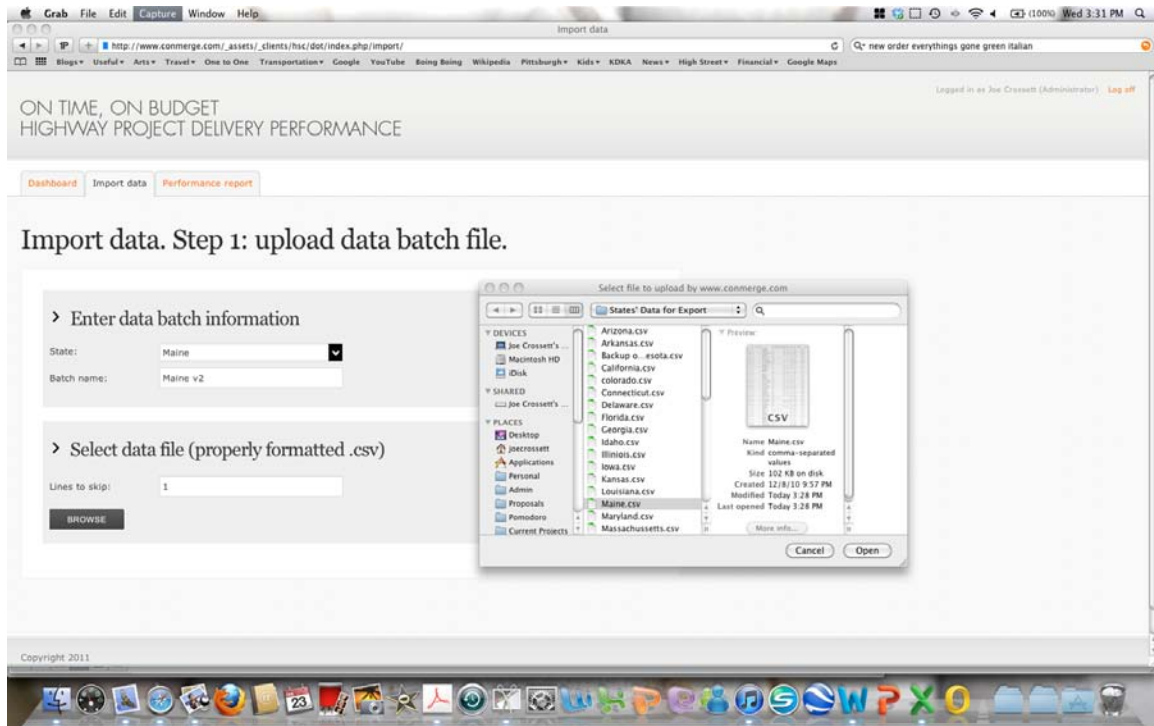 Grab File Edit Capture Window Help
(100%) Wed 3:31 PM
Import data
http://www.conmerge.com/_assets/_clients/hsc/dot/index.php/import/
new order everythings gone green italian
Blogs Useful Arts Travel One to One Transportation Google YouTube Boing Boing Wikipedia Pittsburgh Kids KDKA News High Street Financial Google Maps
Logged in as Joe Crossett (Administrator) Log off
ON TIME, ON BUDGET
HIGHWAY PROJECT DELIVERY PERFORMANCE
Dashboard Import data Performance report
Import data. Step 1: upload data batch file.
> Enter data batch information
State: Maine
Batch name: Maine v2
> Select data file (properly formatted .csv)
Lines to skip: 1
BROWSE
Select file to upload by www.conmerge.com
States' Data for Export
DEVICES
Joe Crossett's ...
Macintosh HD
iDisk
SHARED
Joe Crossett's ...
PLACES
Desktop
joecrossett
Applications
Personal
Admin
Proposals
Pomodoro
Current Projects
Arizona.csv
Arkansas.csv
Backup o...esota.csv
California.csv
colorado.csv
Connecticut.csv
Delaware.csv
Florida.csv
Georgia.csv
Idaho.csv
Illiniois.csv
Iowa.csv
Kansas.csv
Louisiana.csv
Maine.csv
Maryland.csv
Massachussetts.csv
Preview:
CSV
Name Maine.csv
Kind comma-separated
values
Size 102 KB on disk
Created 12/8/10 9:57 PM
Modified Today 3:28 PM
Last opened Today 3:28 PM
More info...
Cancel Open
Copyright 2011
23